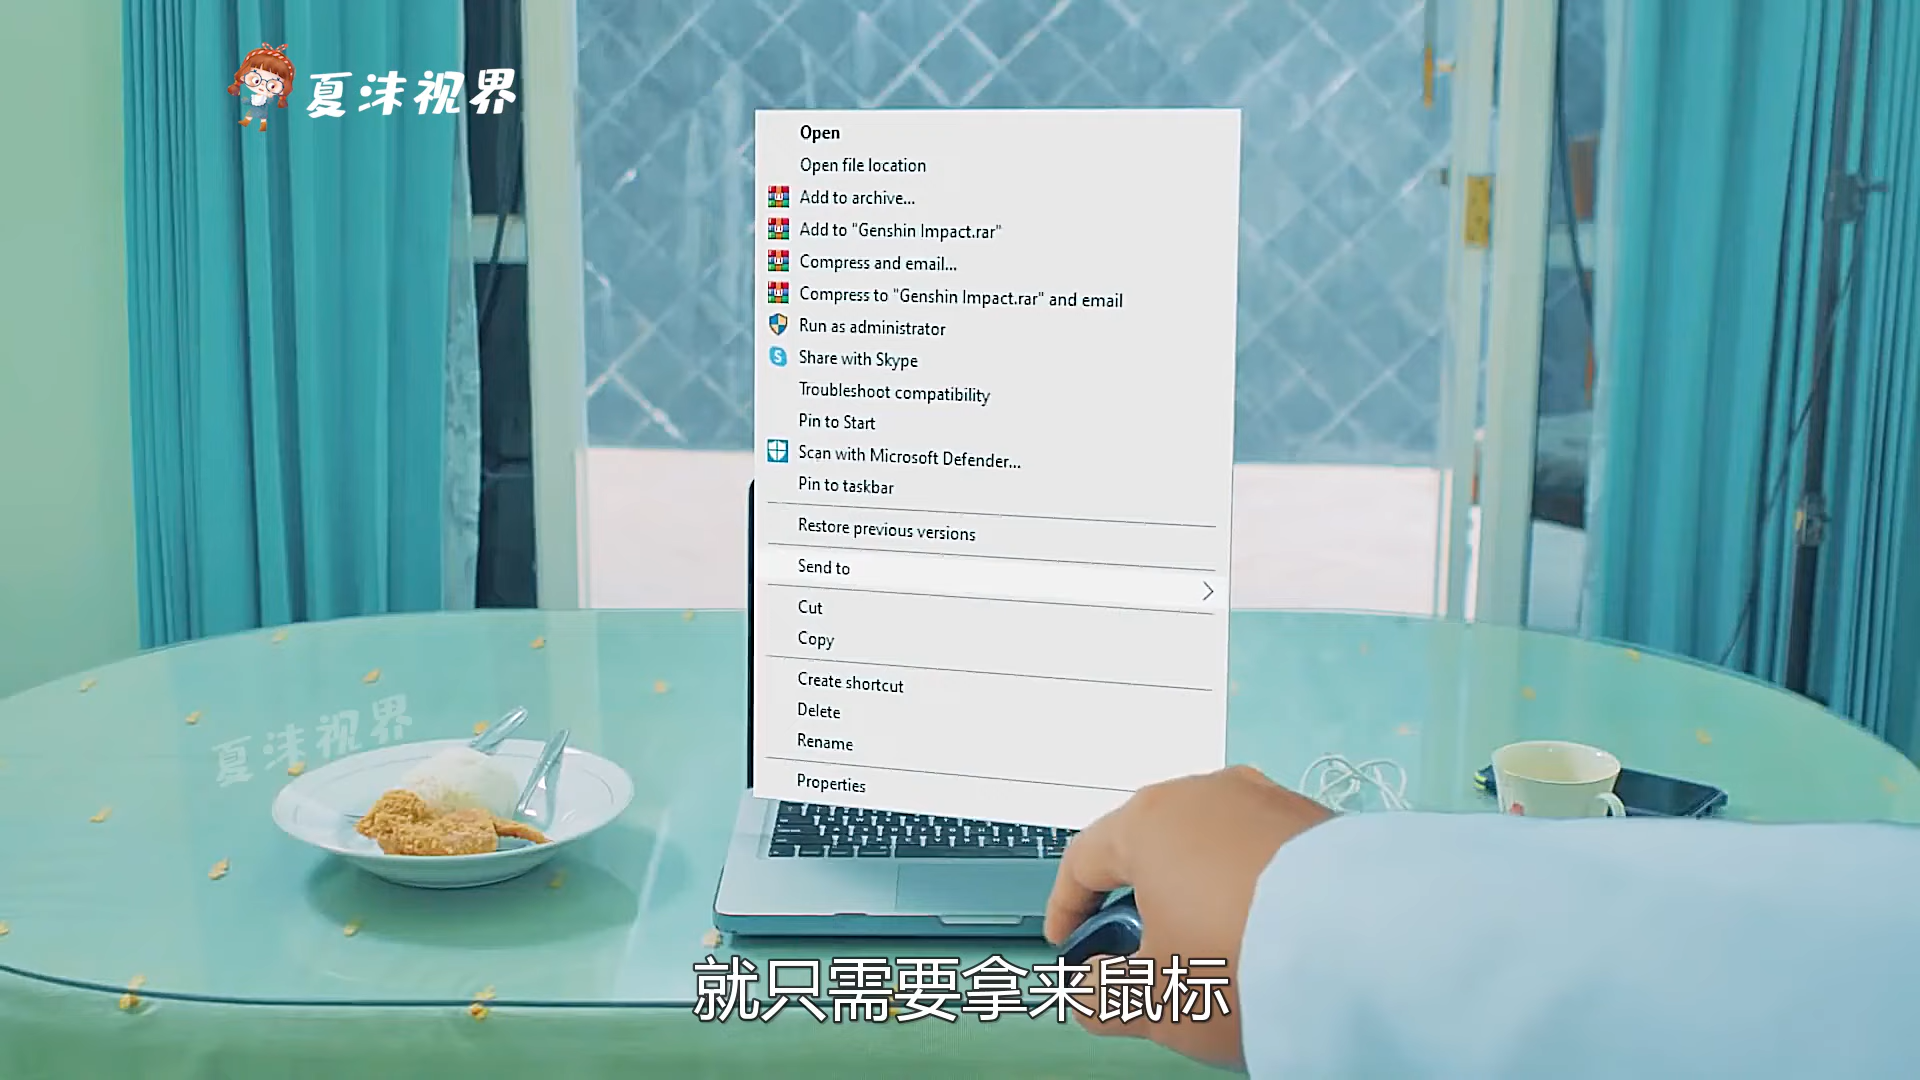 夏沫视界
Open
Open file location
Add to archive...
Add to "Genshin Impact.rar"
Compress and email...
Compress to "Genshin Impact.rar" and email
Run as administrator
Share with Skype
Troubleshoot compatibility
Pin to Start
Scan with Microsoft Defender...
Pin to taskbar
Restore previous versions
Send to
Cut
Copy
Create shortcut
Delete
Rename
Properties
夏沫视界
就只需要拿来鼠标